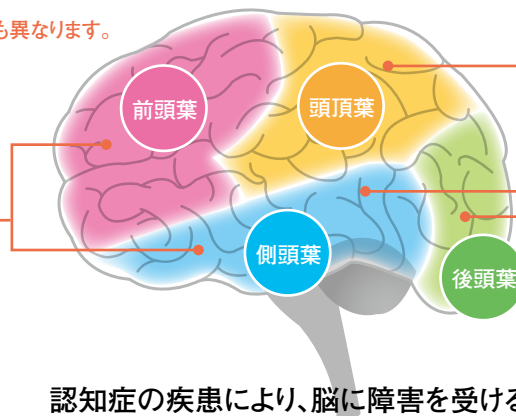 も異なります。
前頭葉
頭頂葉
側頭葉
後頭葉
認知症の疾患により、脳に障害を受ける